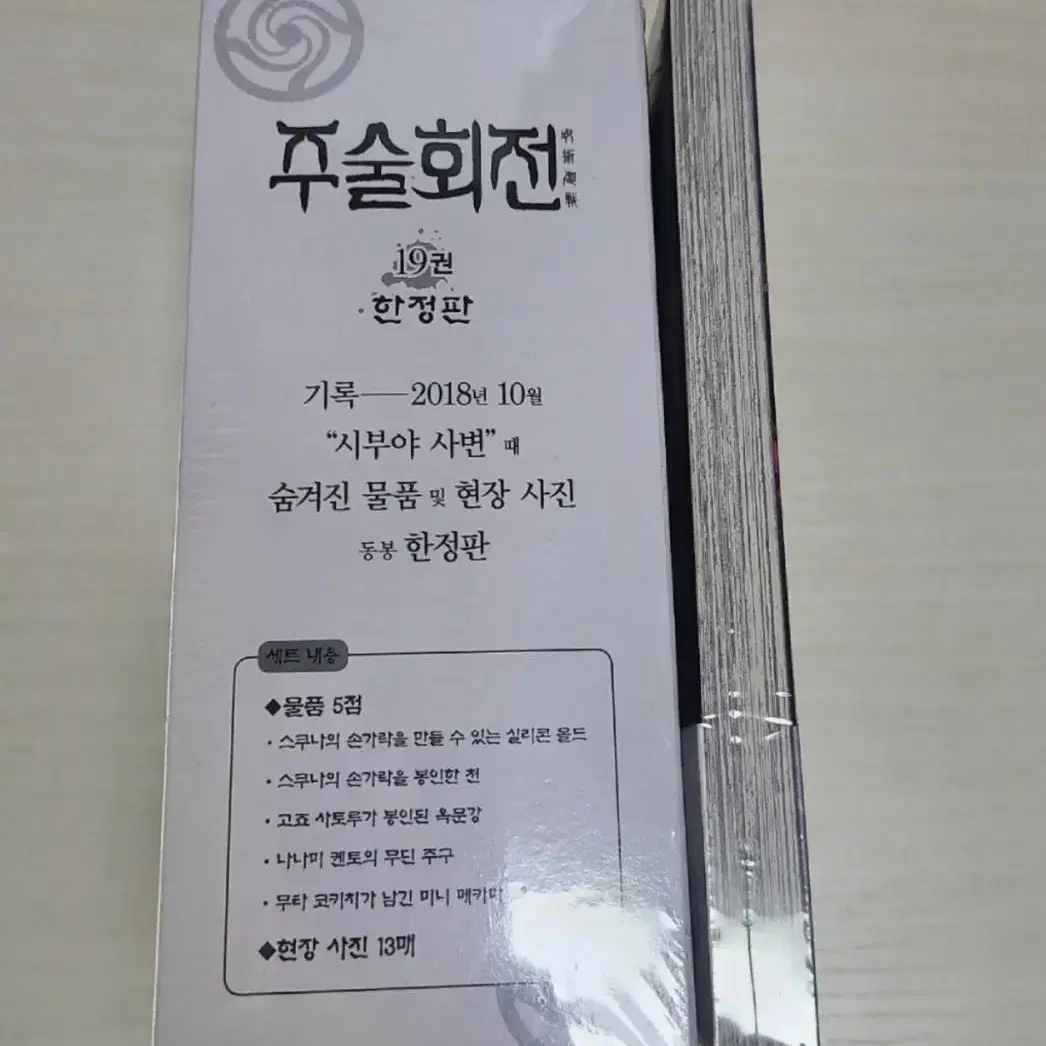 주술회전
呪術廻戦
19권
한정판
기록──2018년 10월
“시부야 사변” 때
숨겨진 물품 및 현장 사진
동봉 한정판
세트 내용
◆물품 5점
• 스쿠나의 손가락을 만들 수 있는 실리콘 몰드
• 스쿠나의 손가락을 봉인한 천
• 고죠 사토루가 봉인된 옥문강
• 나나미 켄토의 무딘 주구
• 무타 코키치가 남긴 미니 메카마
◆현장 사진 13매